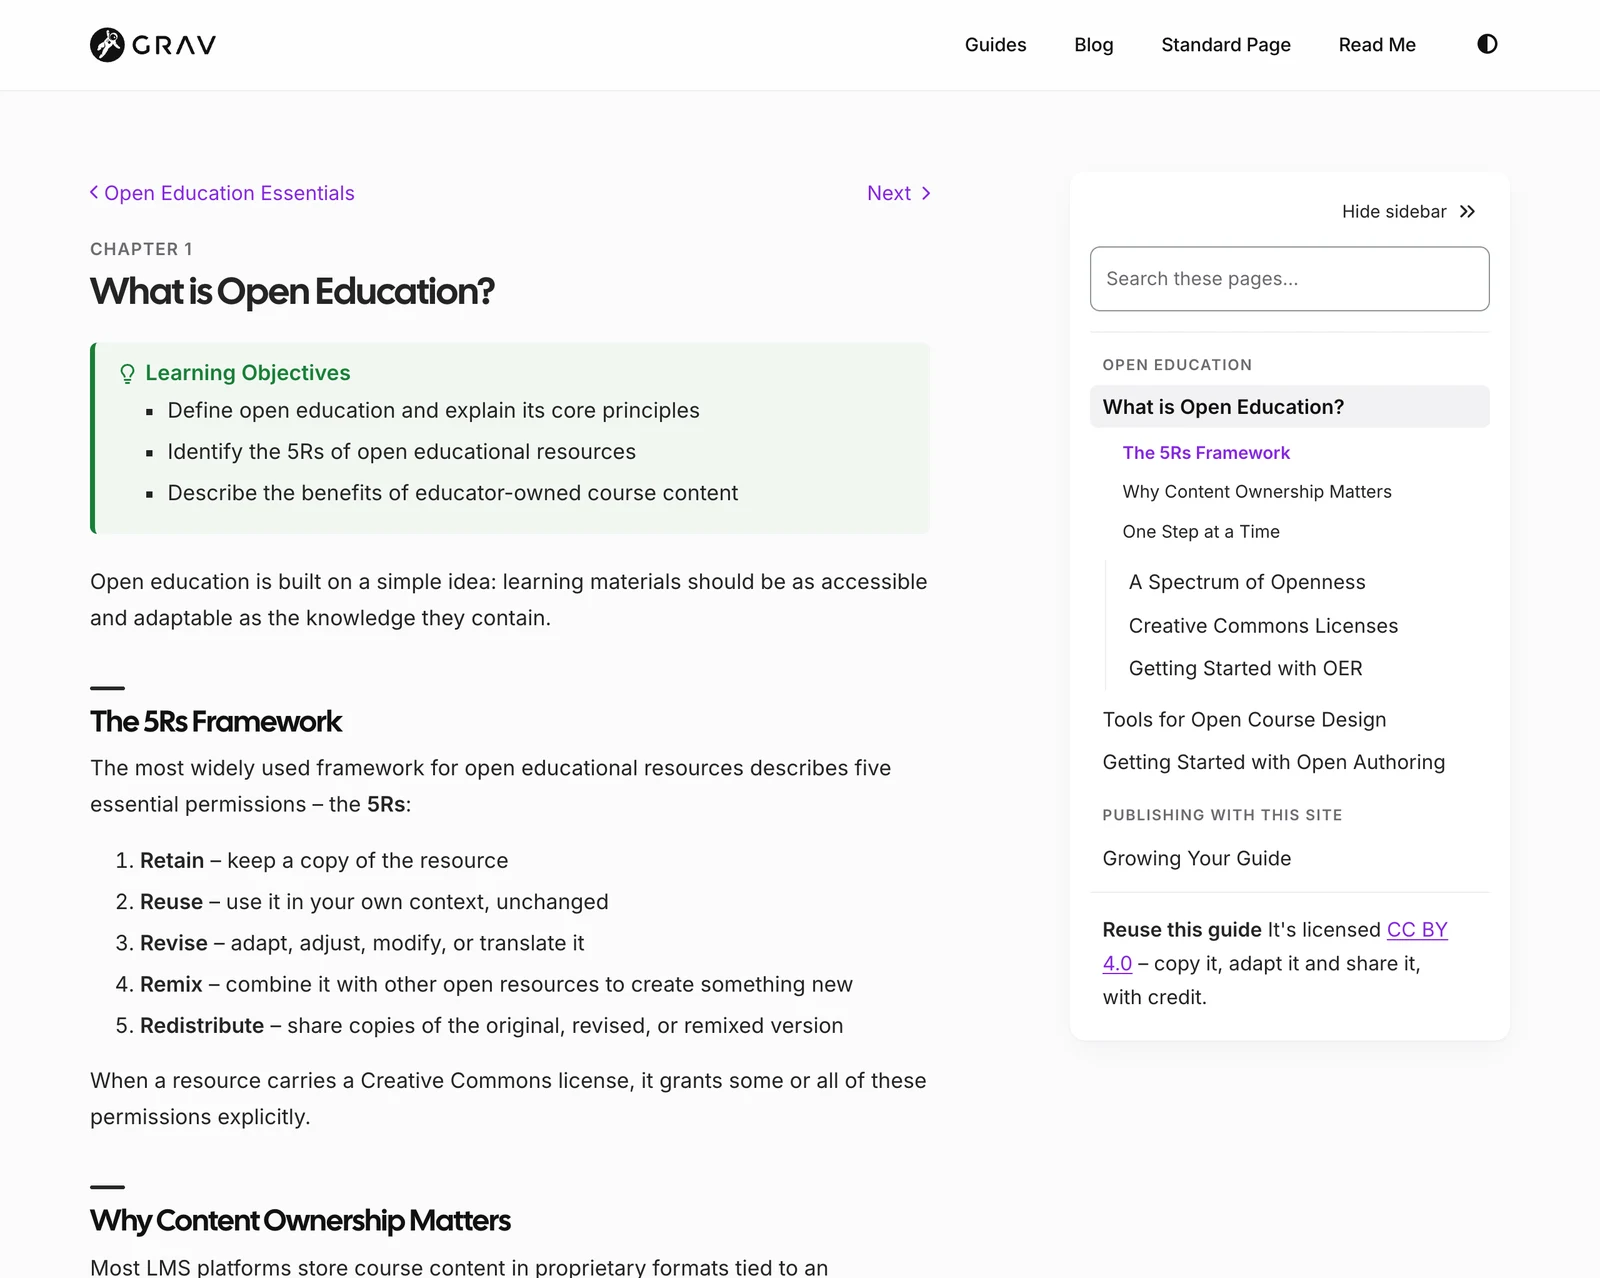 GRAV
Guides
Blog
Standard Page
Read Me
Open Education Essentials
Next
CHAPTER 1
What is Open Education?
Learning Objectives
Define open education and explain its core principles
Identify the 5Rs of open educational resources
Describe the benefits of educator-owned course content
Open education is built on a simple idea: learning materials should be as accessible
and adaptable as the knowledge they contain.
The 5Rs Framework
The most widely used framework for open educational resources describes five
essential permissions – the 5Rs:
1. Retain – keep a copy of the resource
2. Reuse – use it in your own context, unchanged
3. Revise – adapt, adjust, modify, or translate it
4. Remix – combine it with other open resources to create something new
5. Redistribute – share copies of the original, revised, or remixed version
When a resource carries a Creative Commons license, it grants some or all of these
permissions explicitly.
Why Content Ownership Matters
Most LMS platforms store course content in proprietary formats tied to an
Hide sidebar
Search these pages...
OPEN EDUCATION
What is Open Education?
The 5Rs Framework
Why Content Ownership Matters
One Step at a Time
A Spectrum of Openness
Creative Commons Licenses
Getting Started with OER
Tools for Open Course Design
Getting Started with Open Authoring
PUBLISHING WITH THIS SITE
Growing Your Guide
Reuse this guide It's licensed CC BY
4.0 – copy it, adapt it and share it,
with credit.